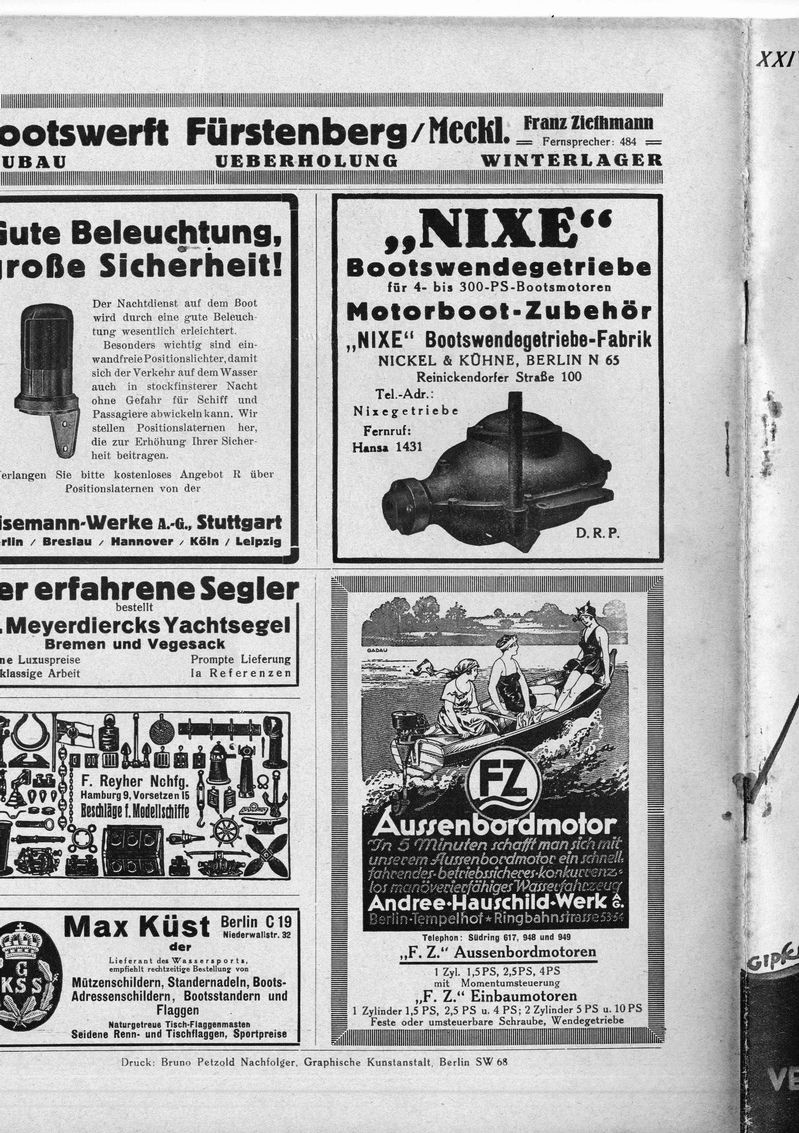 ootswerft Fürstenberg/Meckl. Franz Ziethmann
Fernsprecher: 484
UBAU UEBERHOLUNG WINTERLAGER
Gute Beleuchtung,
große Sicherheit!
Der Nachtdienst auf dem Boot
wird durch eine gute Beleuch-
tung wesentlich erleichtert.
Besonders wichtig sind ein-
wandfreie Positionslichter, damit
sich der Verkehr auf dem Wasser
auch in stockfinsterer Nacht
ohne Gefahr für Schiff und
Passagiere abwickeln kann. Wir
stellen Positionslaternen her,
die zur Erhöhung Ihrer Sicher-
heit beitragen.
erlangen Sie bitte kostenloses Angebot R über
Positionslaternen von der
isemann-Werke A.-G., Stuttgart
rlin / Breslau / Hannover / Köln / Leipzig
„NIXE“
Bootswendegetriebe
für 4- bis 300-PS-Bootsmotoren
Motorboot-Zubehör
„NIXE“ Bootswendegetriebe-Fabrik
NICKEL & KÜHNE, BERLIN N 65
Reinickendorfer Straße 100
Tel.-Adr.:
Nixegetriebe
Fernruf:
Hansa 1431
D. R. P.
er erfahrene Segler
bestellt
. Meyerdiercks Yachtsegel
Bremen und Vegesack
ne Luxuspreise Prompte Lieferung
klassige Arbeit Ia Referenzen
F. Reyher Nchfg.
Hamburg 9, Vorsetzen 15
Beschläge f. Modellschiffe
C
KSS
Max Küst Berlin C 19
Niederwallstr. 32
der
Lieferant des Wassersports,
empfiehlt rechtzeitige Bestellung von
Mützenschildern, Standernadeln, Boots-
Adressenschildern, Bootsstandern und
Flaggen
Naturgetreue Tisch-Flaggenmasten
Seidene Renn- und Tischflaggen, Sportpreise
GADAU
FZ
Aussenbordmotor
In 5 Minuten schafft man sich mit
unserem Aussenbordmotor ein schnell-
fahrendes-betriebssicheres-konkurrenz-
los manöverierfähiges Wasserfahrzeug
Andree-Hauschild-Werk A. G.
Berlin-Tempelhof * Ringbahnstrasse 53-54
Telephon: Südring 617, 948 und 949
„F. Z.“ Aussenbordmotoren
1 Zyl. 1,5 PS, 2,5 PS, 4 PS
mit Momentumsteuerung
„F. Z.“ Einbaumotoren
1 Zylinder 1,5 PS, 2,5 PS u. 4 PS; 2 Zylinder 5 PS u. 10 PS
Feste oder umsteuerbare Schraube, Wendegetriebe
Druck: Bruno Petzold Nachfolger, Graphische Kunstanstalt, Berlin SW 68
XXI
GIPK
VE